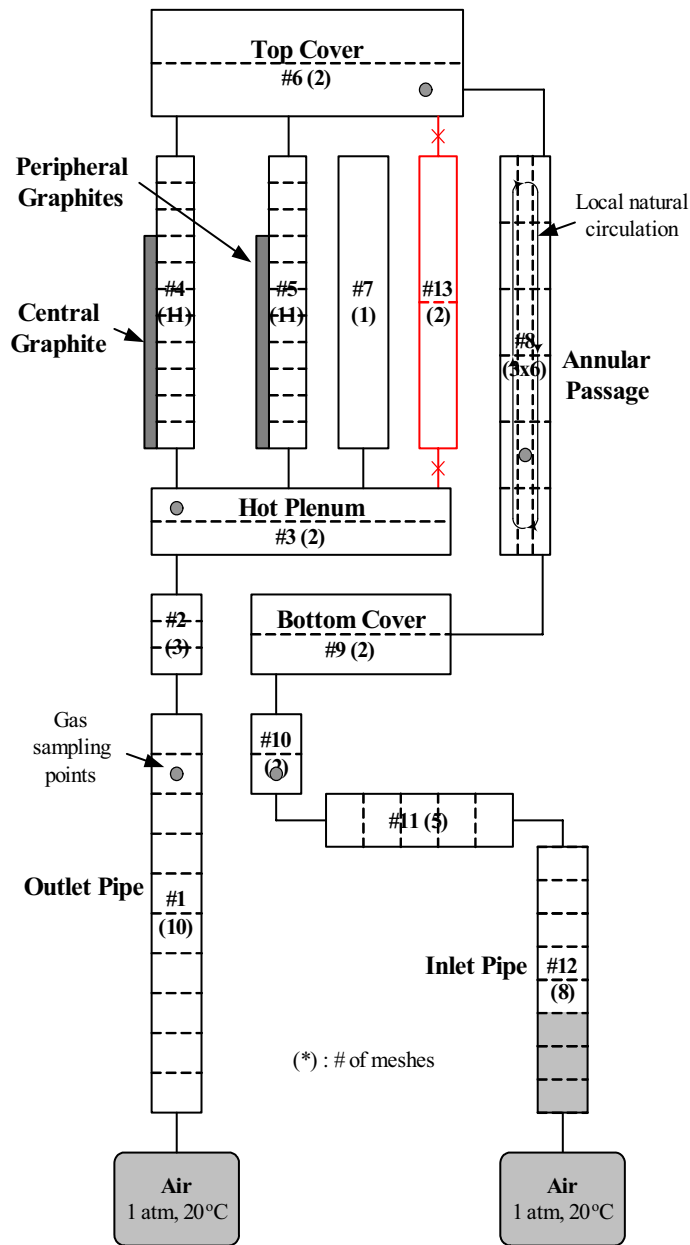 Top Cover
#6 (2)
Peripheral
Graphites
Central
Graphite
#4
(11)
#5
(11)
#7
(1)
#13
(2)
Local natural
circulation
#8
(3x6)
Annular
Passage
Hot Plenum
#3 (2)
#2
(3)
Bottom Cover
#9 (2)
Gas
sampling
points
#10
(2)
#11 (5)
Outlet Pipe
#1
(10)
Inlet Pipe
#12
(8)
(*) : # of meshes
Air
1 atm, 20°C
Air
1 atm, 20°C